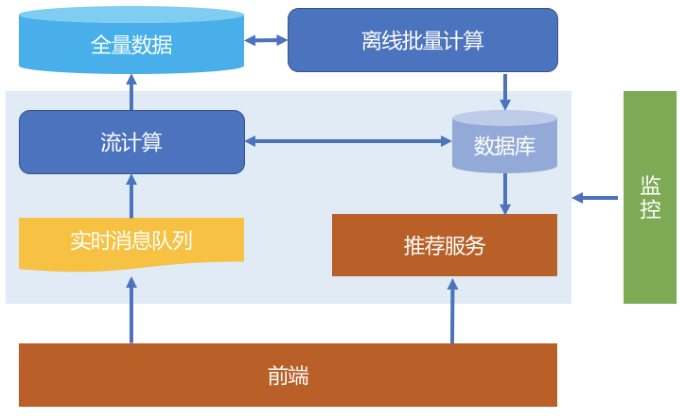 全量数据
离线批量计算
流计算
数据库
监控
实时消息队列
推荐服务
前端